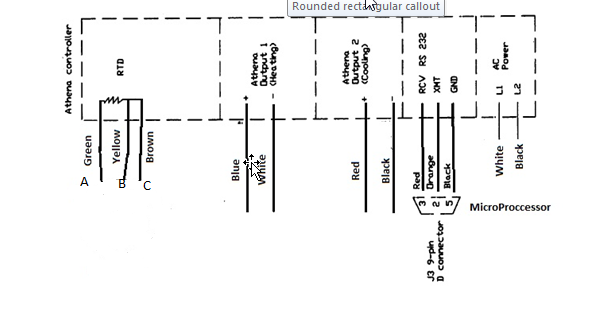 Rounded rectangular callout
Athena controller
RTD
Athena
Output 1
(Heating)
Athena
Output 2
(Cooling)
RCV RS 232
XMT
GND
AC
Power
L1
L2
+
-
+
-
Green
Yellow
Brown
A
B
C
Blue
White
Red
Black
Red
Orange
Black
White
Black
3 2 5
MicroProccessor
J3 9-pin
D connector